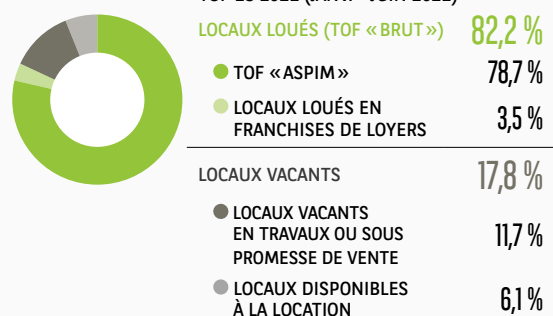 LOCAUX LOUÉS (TOF « BRUT ») 82,2 %
TOF « ASPIM » 78,7 %
LOCAUX LOUÉS EN
FRANCHISES DE LOYERS 3,5 %
LOCAUX VACANTS 17,8 %
LOCAUX VACANTS
EN TRAVAUX OU SOUS
PROMESSE DE VENTE 11,7 %
LOCAUX DISPONIBLES
À LA LOCATION 6,1 %